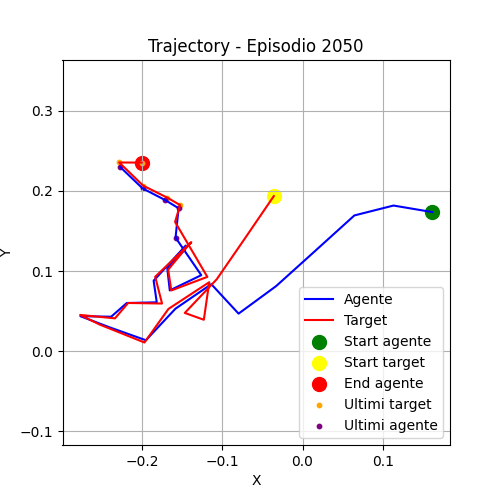 Trajectory - Episodio 2050
Y
0.3
0.2
0.1
0.0
−0.1
−0.2
−0.1
0.0
0.1
X
Agente
Target
Start agente
Start target
End agente
Ultimi target
Ultimi agente